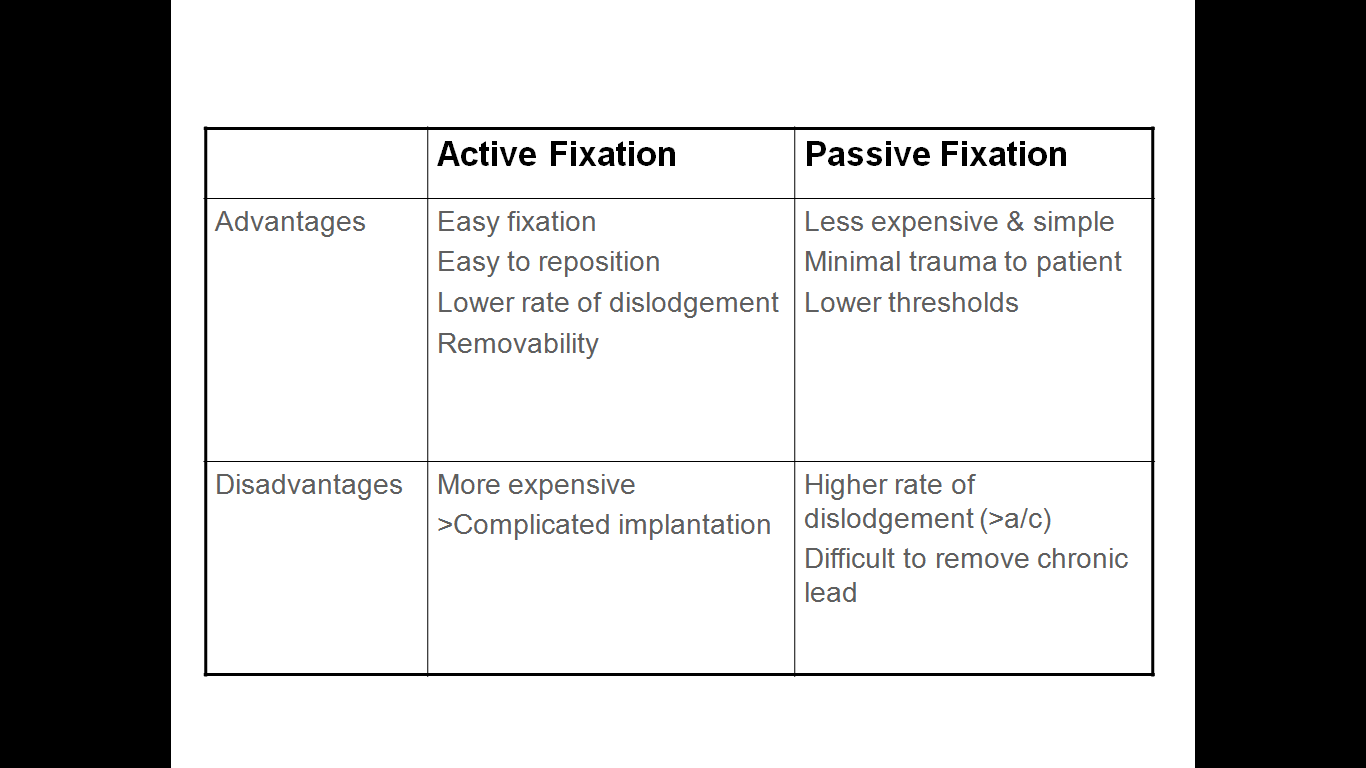 Active Fixation
Passive Fixation
Advantages
Easy fixation
Easy to reposition
Lower rate of dislodgement
Removability
Less expensive & simple
Minimal trauma to patient
Lower thresholds
Disadvantages
More expensive
>Complicated implantation
Higher rate of
dislodgement (>a/c)
Difficult to remove chronic
lead